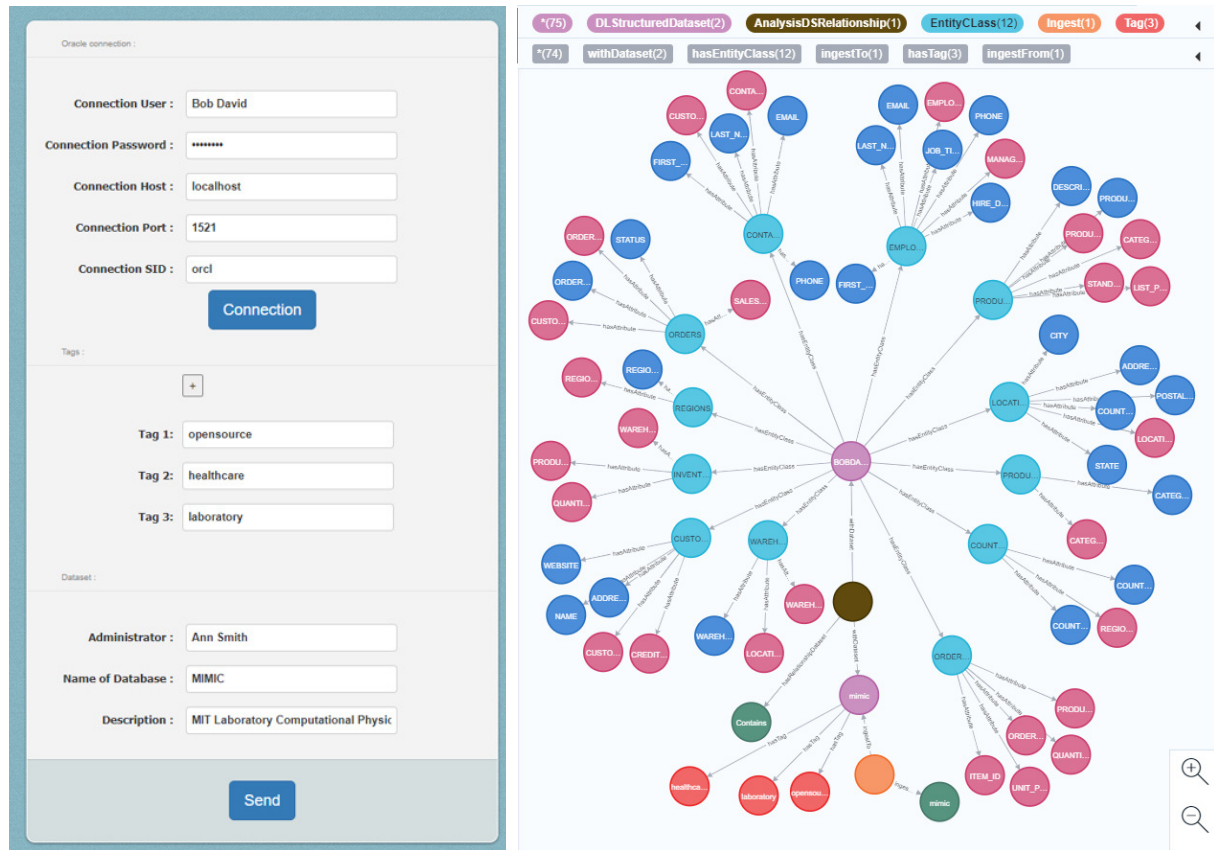 Oracle connection :
Connection User : Bob David
Connection Password : ••••••••
Connection Host : localhost
Connection Port : 1521
Connection SID : orcl
Connection
Tags :
+
Tag 1: opensource
Tag 2: healthcare
Tag 3: laboratory
Dataset :
Administrator : Ann Smith
Name of Database : MIMIC
Description : MIT Laboratory Computational Physic
Send
*(75) DLStructuredDataset(2) AnalysisDSRelationship(1) EntityCLass(12) Ingest(1) Tag(3)
*(74) withDataset(2) hasEntityClass(12) ingestTo(1) hasTag(3) ingestFrom(1)
CONTA...
CUSTO...
EMAIL
LAST_N...
FIRST_...
hasAttribute
CONTA...
PHONE
EMAIL
EMPLO...
PHONE
LAST_N...
JOB_TI...
MANAG...
HIRE_D...
EMPLO...
FIRST_...
DESCRI...
PRODU...
PRODU...
CATEG...
STAND...
LIST_P...
PRODU...
ORDER...
STATUS
ORDER...
CUSTO...
SALES...
ORDERS
hasEntityClass
CITY
ADDRE...
POSTAL...
COUNT...
LOCATI...
STATE
LOCATI...
REGIO...
REGIO...
REGIONS
WAREH...
PRODU...
QUANTI...
INVENT...
BOBDA...
PRODU...
CATEG...
CATEG...
CUSTO...
WEBSITE
ADDRE...
NAME
CUSTO...
CREDIT...
WAREH...
WAREH...
WAREH...
LOCATI...
withDataset
COUNT...
COUNT...
COUNT...
REGIO...
ORDER...
PRODU...
ORDER...
QUANTI...
ITEM_ID
UNIT_P...
hasRelationshipDataset
withDataset
Contains
mimic
hasTag
hasTag
hasTag
healthca...
laboratory
opensou...
ingestTo
inges...
mimic